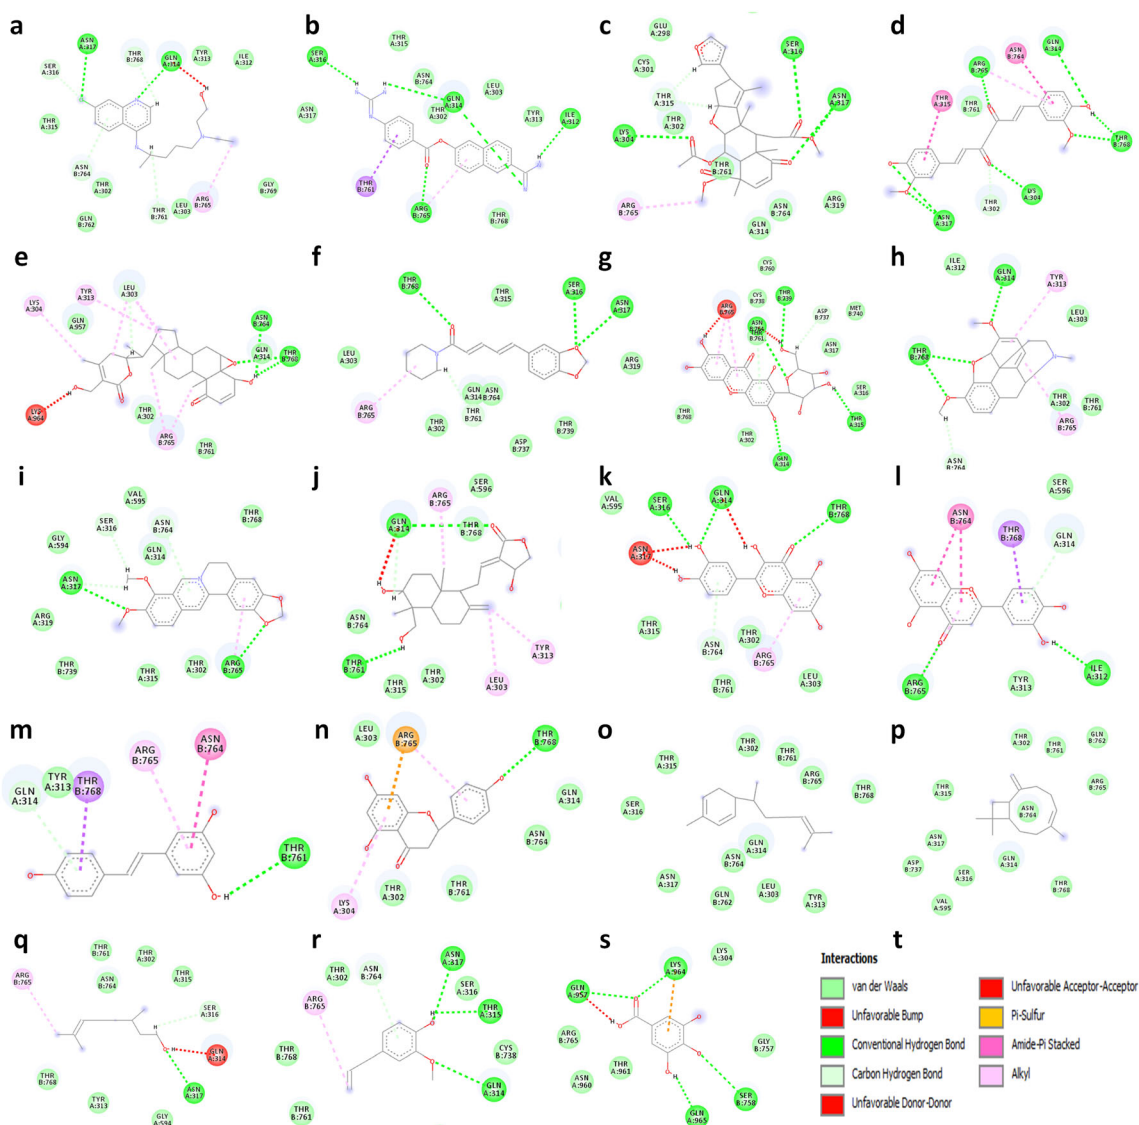 a
ASN
A:317
THR
B:768
GLN
A:314
TYR
A:313
ILE
A:312
SER
A:316
THR
A:315
ASN
B:764
THR
A:302
GLN
B:762
THR
B:761
LEU
A:303
ARG
B:765
GLY
B:769
H
b
SER
A:316
THR
A:315
ASN
B:764
GLN
A:314
LEU
A:303
THR
A:302
ASN
A:317
TYR
A:313
ILE
A:312
THR
B:761
ARG
B:765
THR
B:768
c
GLU
A:298
CYS
A:301
SER
A:316
THR
A:315
ASN
A:317
THR
A:302
LYS
A:304
THR
B:761
ARG
B:765
ASN
B:764
GLN
A:314
ARG
A:319
d
GLN
A:314
ASN
B:764
ARG
B:765
THR
A:315
THR
B:761
THR
B:768
LYS
A:304
THR
A:302
ASN
A:317
e
LEU
A:303
TYR
A:313
LYS
A:304
GLN
A:957
ASN
B:764
GLN
A:314
THR
B:768
LYS
A:964
THR
A:302
ARG
B:765
THR
B:761
f
THR
B:768
THR
A:315
SER
A:316
ASN
A:317
LEU
A:303
ARG
A:319
GLN
A:314
ASN
B:764
ARG
B:765
THR
A:302
THR
B:761
THR
B:739
ASP
B:737
g
CYS
B:760
CYS
B:738
THR
B:739
ARG
B:765
ASP
B:737
MET
B:740
ASN
B:764
THR
B:761
ASN
A:317
SER
A:316
THR
B:768
THR
A:302
THR
A:315
GLN
A:314
h
ILE
A:312
GLN
A:314
TYR
A:313
LEU
A:303
THR
B:768
THR
A:302
THR
B:761
ARG
B:765
ASN
B:764
i
VAL
A:595
SER
A:316
ASN
B:764
THR
B:768
GLY
A:594
GLN
A:314
ASN
A:317
ARG
A:319
THR
B:739
THR
A:315
THR
A:302
ARG
B:765
j
ARG
B:765
SER
A:596
GLN
A:314
THR
B:768
ASN
B:764
TYR
A:313
THR
B:761
THR
A:315
THR
A:302
LEU
A:303
k
VAL
A:595
SER
A:316
GLN
A:314
THR
B:768
ASN
A:317
THR
A:315
ASN
B:764
THR
A:302
ARG
B:765
LEU
A:303
THR
B:761
l
SER
A:596
ASN
B:764
THR
B:768
GLN
A:314
ARG
B:765
TYR
A:313
ILE
A:312
m
ARG
B:765
ASN
B:764
GLN
A:314
TYR
A:313
THR
B:768
THR
B:761
n
LEU
A:303
ARG
B:765
THR
B:768
GLN
A:314
ASN
B:764
LYS
A:304
THR
A:302
THR
B:761
o
THR
A:315
THR
A:302
THR
B:761
ARG
B:765
THR
B:768
SER
A:316
GLN
A:314
ASN
B:764
ASN
A:317
GLN
B:762
LEU
A:303
TYR
A:313
p
THR
A:302
THR
B:761
GLN
B:762
THR
A:315
ARG
B:765
ASN
B:764
ASN
A:317
ASP
B:737
SER
A:316
GLN
A:314
THR
B:768
VAL
A:595
q
THR
B:761
THR
A:302
ARG
B:765
ASN
B:764
THR
A:315
SER
A:316
GLN
A:314
THR
B:768
TYR
A:313
GLY
A:594
ASN
A:317
r
THR
A:302
ASN
B:764
ASN
A:317
SER
A:316
THR
A:315
ARG
B:765
THR
B:768
CYS
B:738
GLN
A:314
THR
B:761
s
LYS
A:964
LYS
A:304
GLN
A:957
ARG
B:765
THR
A:961
GLY
B:757
ASN
A:960
SER
B:758
GLN
A:965
t
Interactions
van der Waals
Unfavorable Bump
Conventional Hydrogen Bond
Carbon Hydrogen Bond
Unfavorable Donor-Donor
Unfavorable Acceptor-Acceptor
Pi-Sulfur
Amide-Pi Stacked
Alkyl